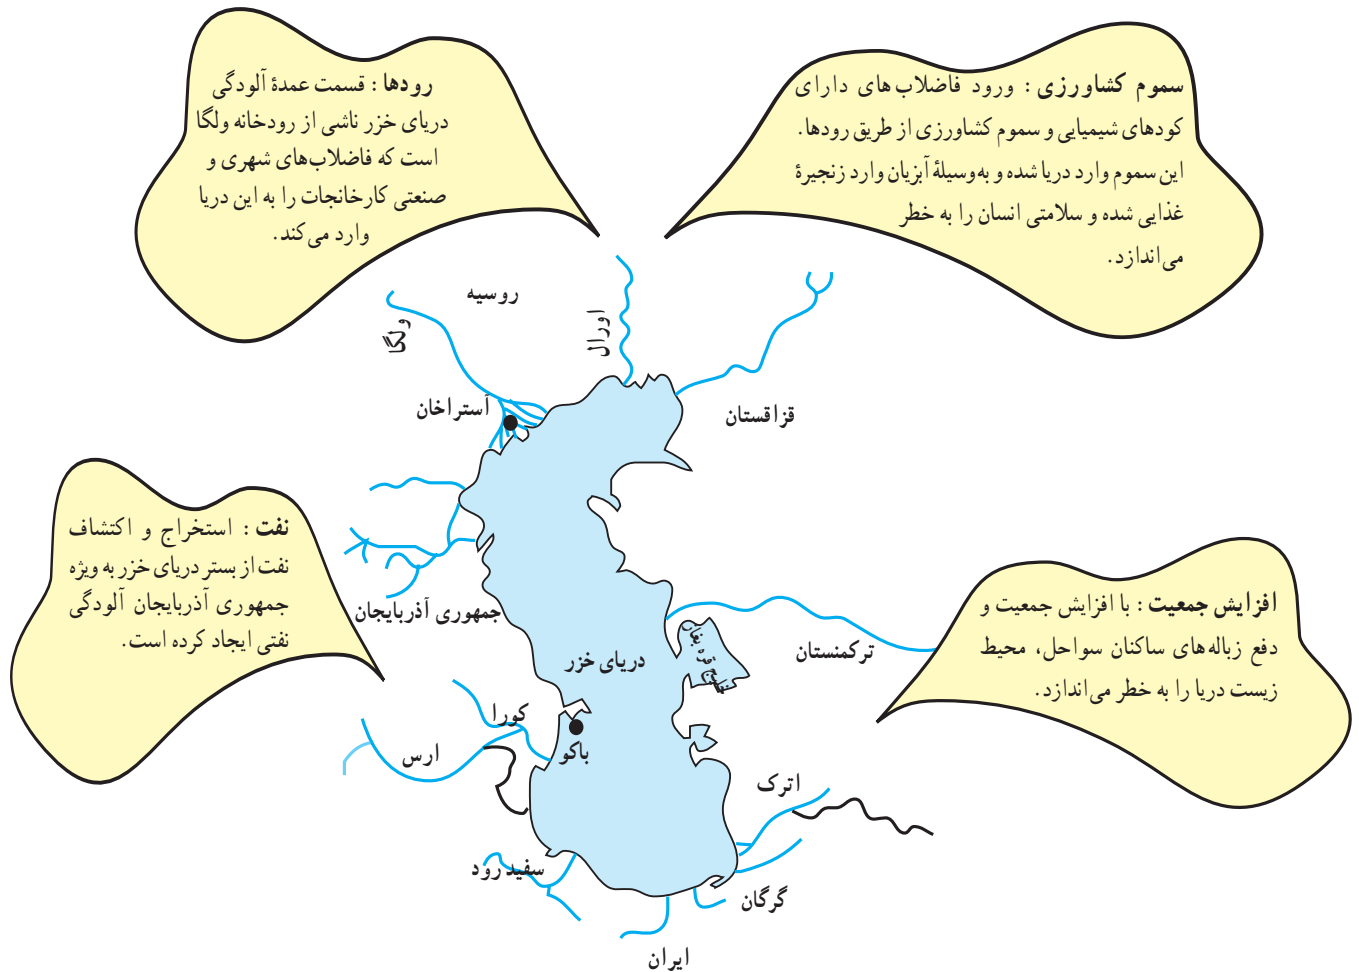 سموم کشاورزی : ورود فاضلاب‌های دارای
کودهای شیمیایی و سموم کشاورزی از طریق رودها.
این سموم وارد دریا شده و به‌وسیلهٔ آبزیان وارد زنجیرهٔ
غذایی شده و سلامتی انسان را به خطر
می‌اندازد.
رودها : قسمت عمدهٔ آلودگی
دریای خزر ناشی از رودخانه ولگا
است که فاضلاب‌های شهری و
صنعتی کارخانجات را به این دریا
وارد می‌کند.
روسیه
ولگا
اورال
آستراخان
قزاقستان
نفت : استخراج و اکتشاف
نفت از بستر دریای خزر به ویژه
جمهوری آذربایجان آلودگی
نفتی ایجاد کرده است.
افزایش جمعیت : با افزایش جمعیت و
دفع زباله‌های ساکنان سواحل، محیط
زیست دریا را به خطر می‌اندازد.
جمهوری آذربایجان
ترکمنستان
خلیج قره بغاز
دریای خزر
کورا
باکو
ارس
اترک
سفید رود
گرگان
ایران